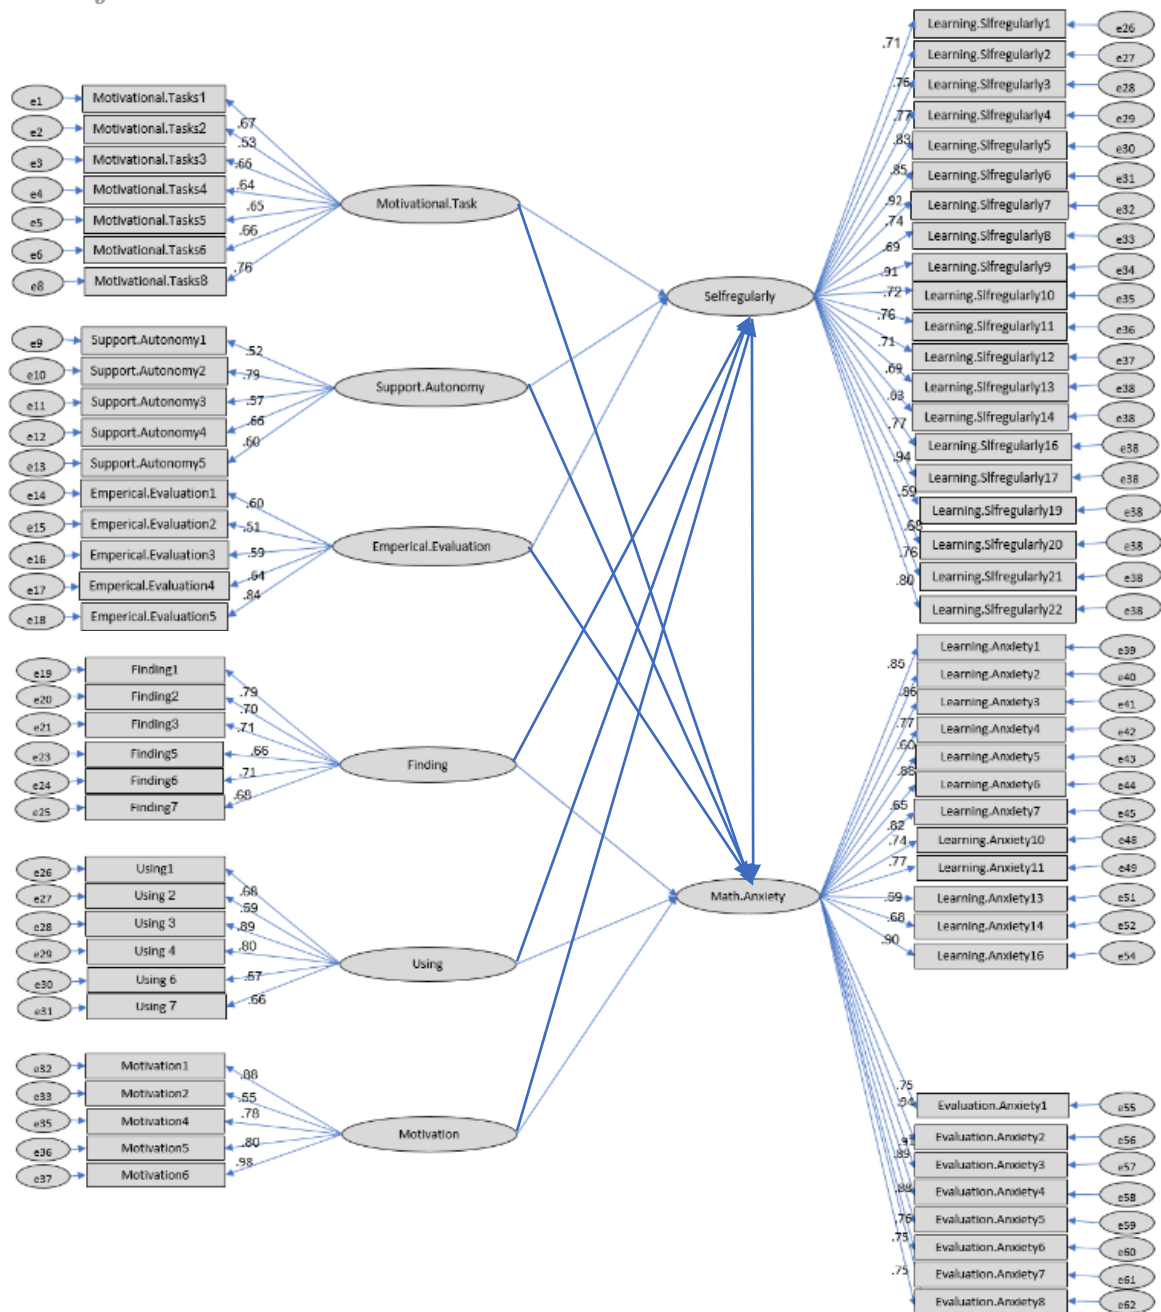 e1 Motivational.Tasks1 .67
e2 Motivational.Tasks2 .53
e3 Motivational.Tasks3 .66
e4 Motivational.Tasks4 .64
e5 Motivational.Tasks5 .65
e6 Motivational.Tasks6 .66
e8 Motivational.Tasks8 .76
Motivational.Task
e9 Support.Autonomy1 .52
e10 Support.Autonomy2 .79
e11 Support.Autonomy3 .57
e12 Support.Autonomy4 .66
e13 Support.Autonomy5 .60
Support.Autonomy
e14 Emperical.Evaluation1 .60
e15 Emperical.Evaluation2 .51
e16 Emperical.Evaluation3 .59
e17 Emperical.Evaluation4 .64
e18 Emperical.Evaluation5 .84
Emperical.Evaluation
e19 Finding1 .79
e20 Finding2 .70
e21 Finding3 .71
e23 Finding5 .66
e24 Finding6 .71
e25 Finding7 .68
Finding
e26 Using1 .68
e27 Using 2 .59
e28 Using 3 .89
e29 Using 4 .80
e30 Using 6 .57
e31 Using 7 .66
Using
e32 Motivation1 .88
e33 Motivation2 .55
e35 Motivation4 .78
e36 Motivation5 .80
e37 Motivation6 .98
Motivation
Selfregularly
Math.Anxiety
.71 Learning.Slfregularly1 e26
Learning.Slfregularly2 e27
.76 Learning.Slfregularly3 e28
.77 Learning.Slfregularly4 e29
.83 Learning.Slfregularly5 e30
.85 Learning.Slfregularly6 e31
.92 Learning.Slfregularly7 e32
.74 Learning.Slfregularly8 e33
.69 Learning.Slfregularly9 e34
.91 Learning.Slfregularly10 e35
.72 Learning.Slfregularly11 e36
.76 Learning.Slfregularly12 e37
.71 Learning.Slfregularly13 e38
.69 Learning.Slfregularly14 e38
.63 Learning.Slfregularly16 e38
.77 Learning.Slfregularly17 e38
.94 Learning.Slfregularly19 e38
.59 Learning.Slfregularly20 e38
.68 Learning.Slfregularly21 e38
.76 Learning.Slfregularly22 e38
.80
.85 Learning.Anxiety1 e39
.86 Learning.Anxiety2 e40
.77 Learning.Anxiety3 e41
.60 Learning.Anxiety4 e42
.88 Learning.Anxiety5 e43
.65 Learning.Anxiety6 e44
.82 Learning.Anxiety7 e45
.74 Learning.Anxiety10 e48
.77 Learning.Anxiety11 e49
.59 Learning.Anxiety13 e51
.68 Learning.Anxiety14 e52
.90 Learning.Anxiety16 e54
.75 Evaluation.Anxiety1 e55
.94 Evaluation.Anxiety2 e56
.91 Evaluation.Anxiety3 e57
.89 Evaluation.Anxiety4 e58
.88 Evaluation.Anxiety5 e59
.76 Evaluation.Anxiety6 e60
.75 Evaluation.Anxiety7 e61
.75 Evaluation.Anxiety8 e62